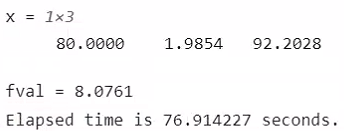 x = 1×3
80.0000 1.9854 92.2028
fval = 8.0761
Elapsed time is 76.914227 seconds.